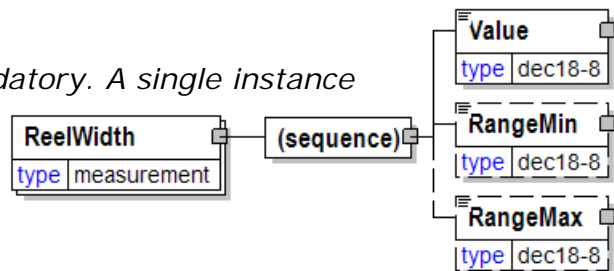 Value
type dec18-8
datory. A single instance
RangeMin
type dec18-8
ReelWidth
type measurement
(sequence)
RangeMax
type dec18-8